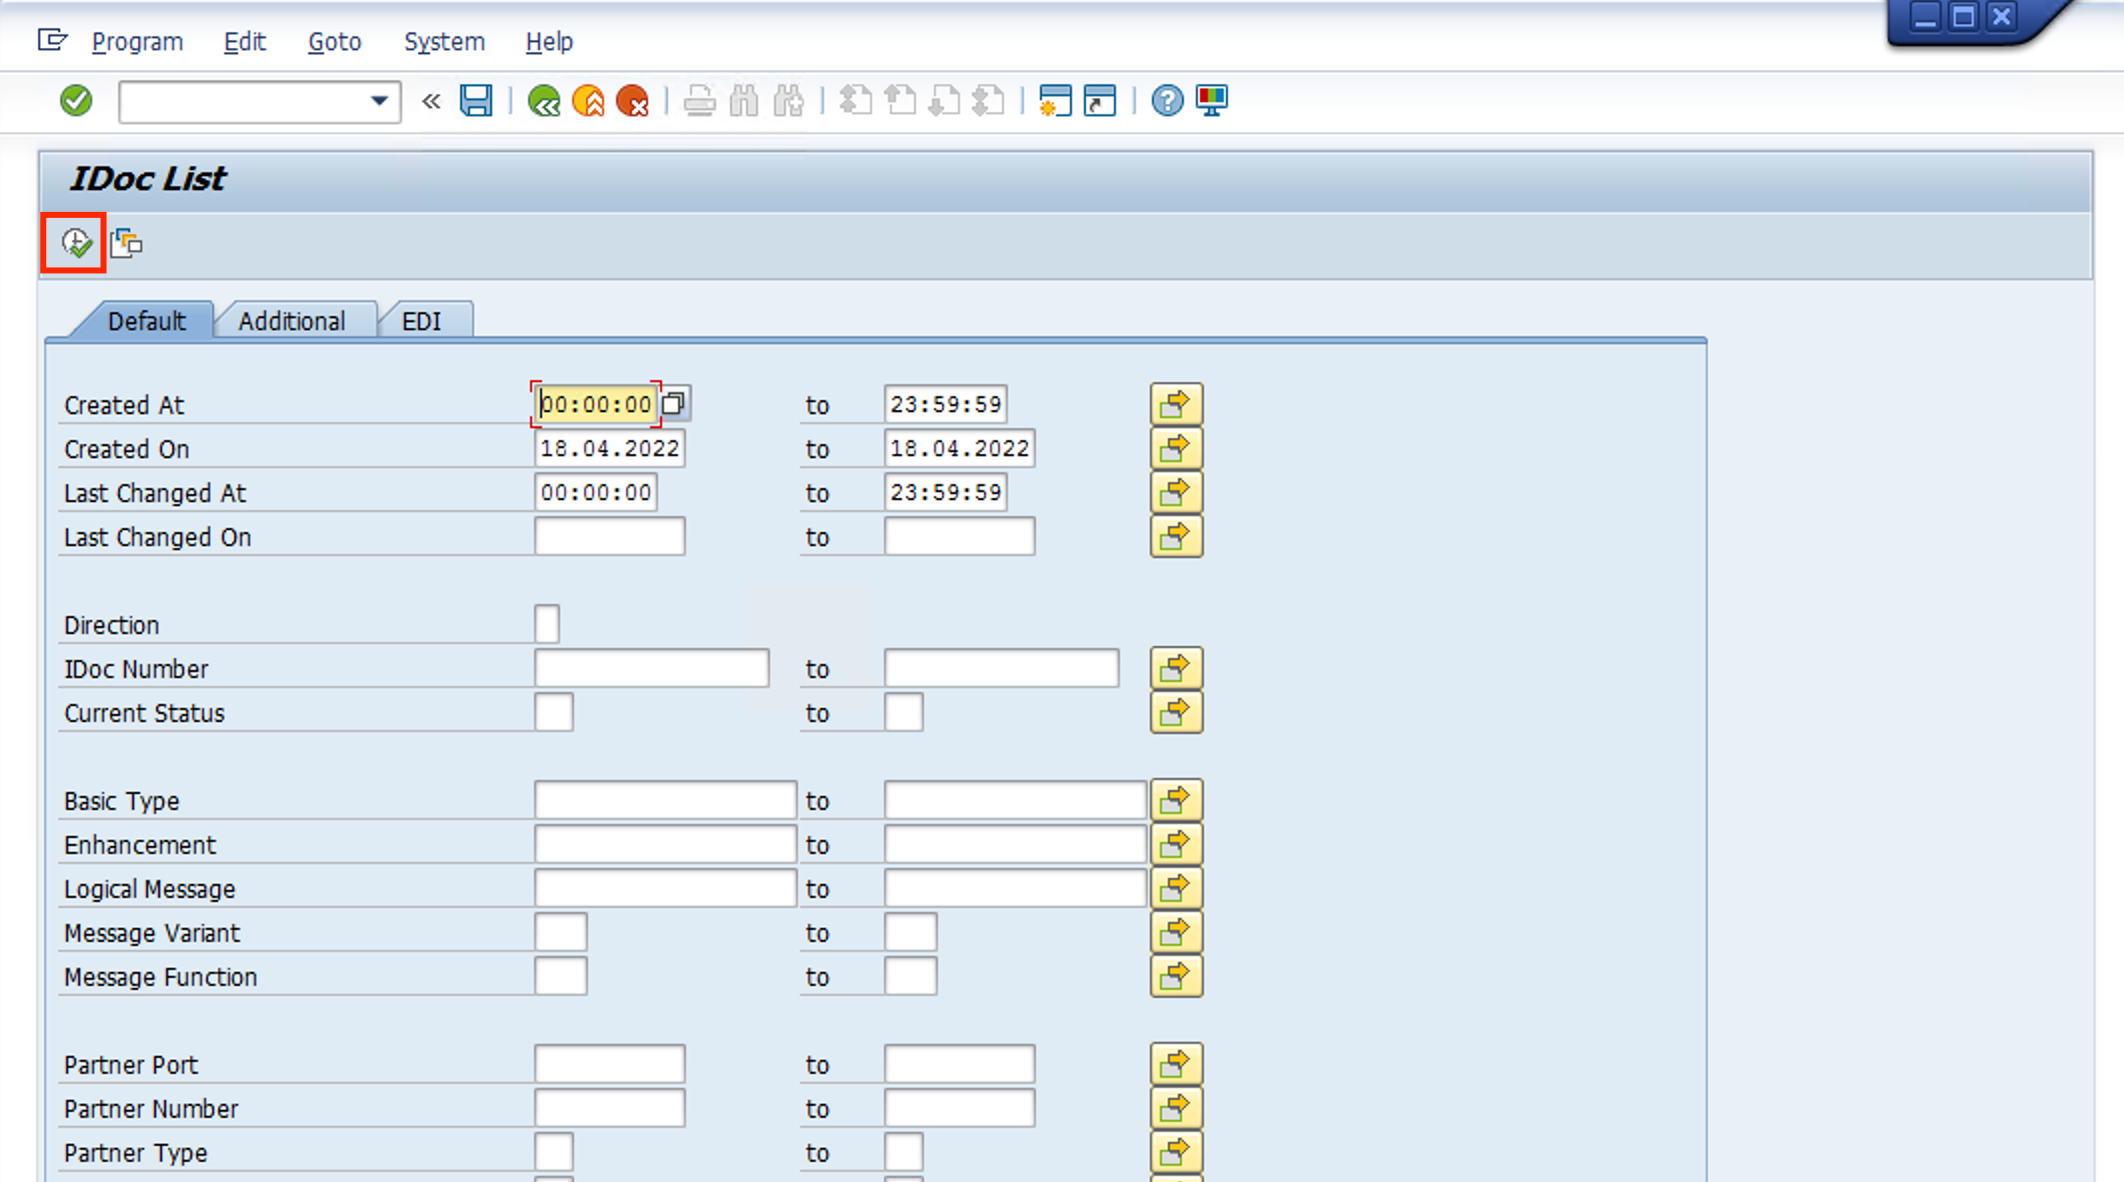 Program Edit Goto System Help
IDoc List
Default Additional EDI
Created At 00:00:00 to 23:59:59
Created On 18.04.2022 to 18.04.2022
Last Changed At 00:00:00 to 23:59:59
Last Changed On to
Direction
IDoc Number to
Current Status to
Basic Type to
Enhancement to
Logical Message to
Message Variant to
Message Function to
Partner Port to
Partner Number to
Partner Type to